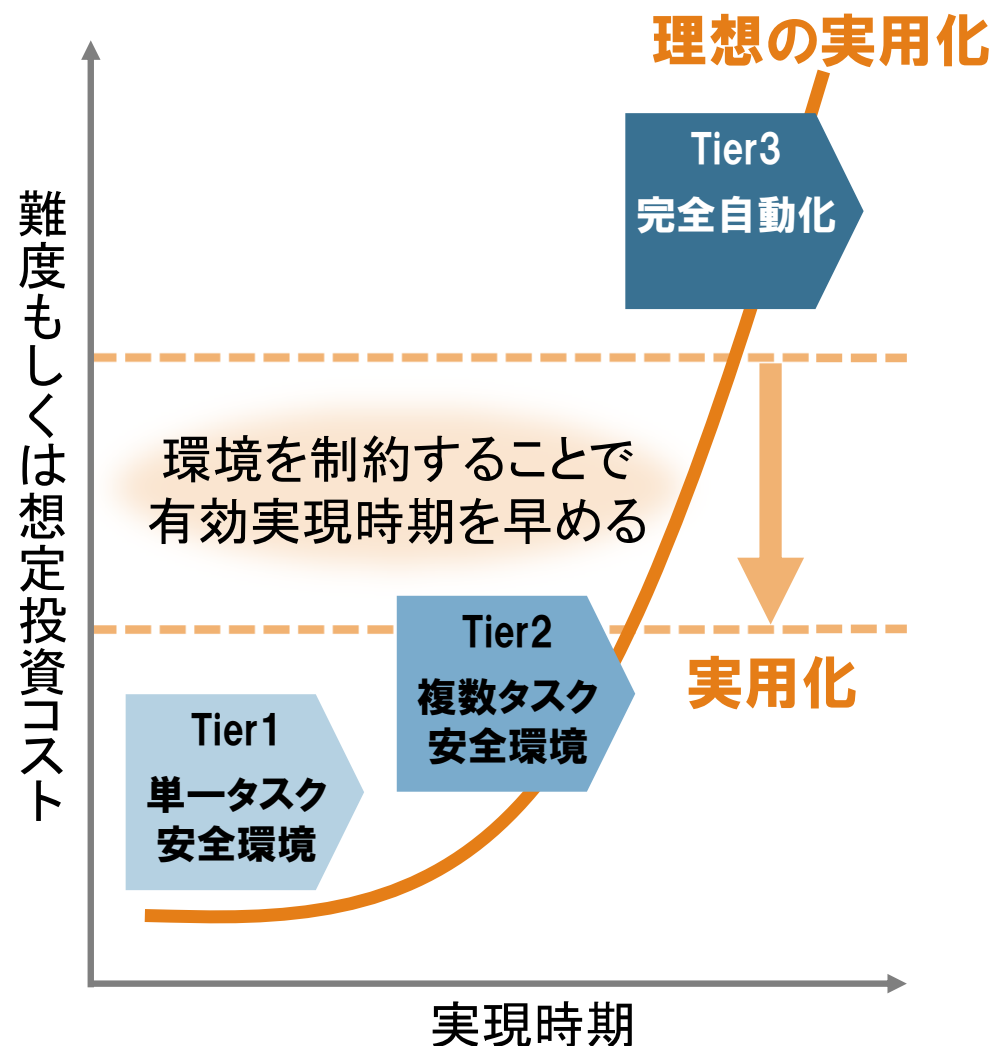 理想の実用化
Tier3
完全自動化
難度もしくは想定投資コスト
環境を制約することで
有効実現時期を早める
Tier2
複数タスク
安全環境
実用化
Tier1
単一タスク
安全環境
実現時期